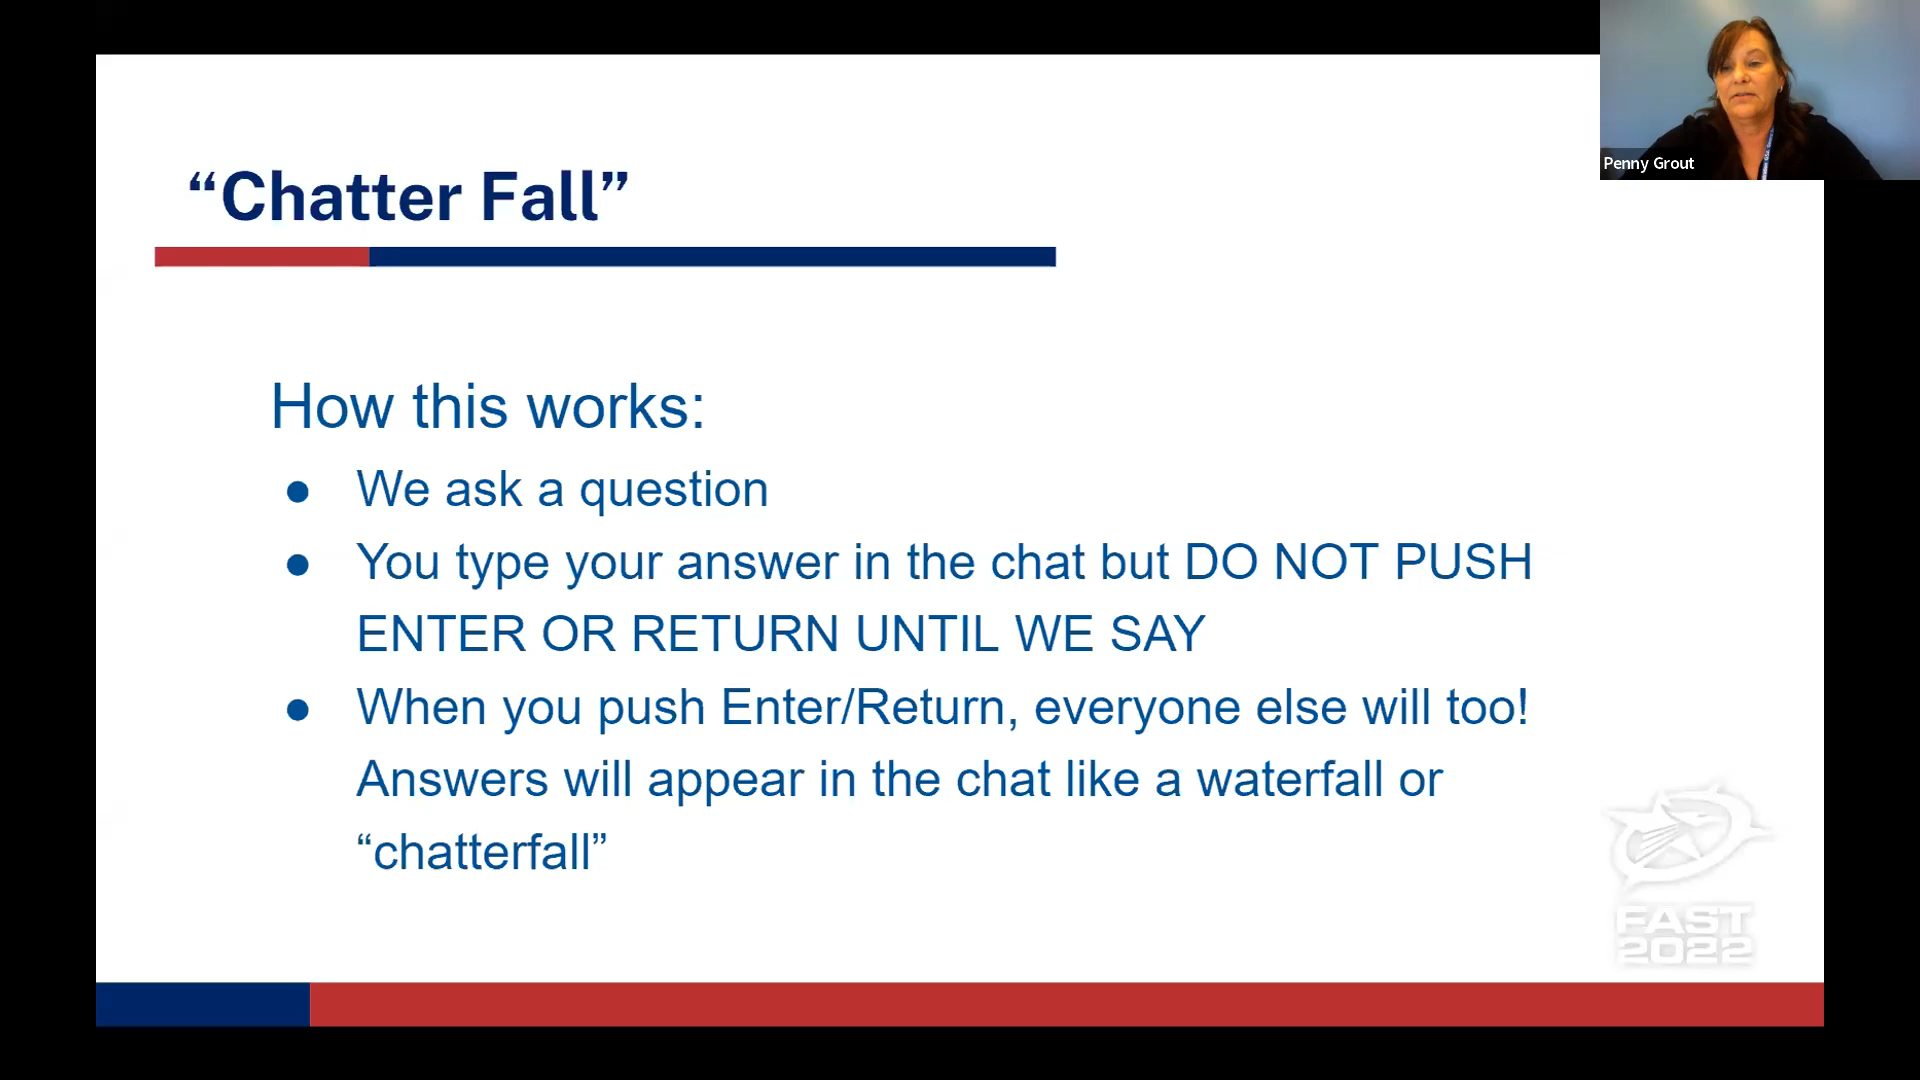 Penny Grout
“Chatter Fall”
How this works:
● We ask a question
● You type your answer in the chat but DO NOT PUSH
ENTER OR RETURN UNTIL WE SAY
● When you push Enter/Return, everyone else will too!
Answers will appear in the chat like a waterfall or
“chatterfall”
FAST
2022